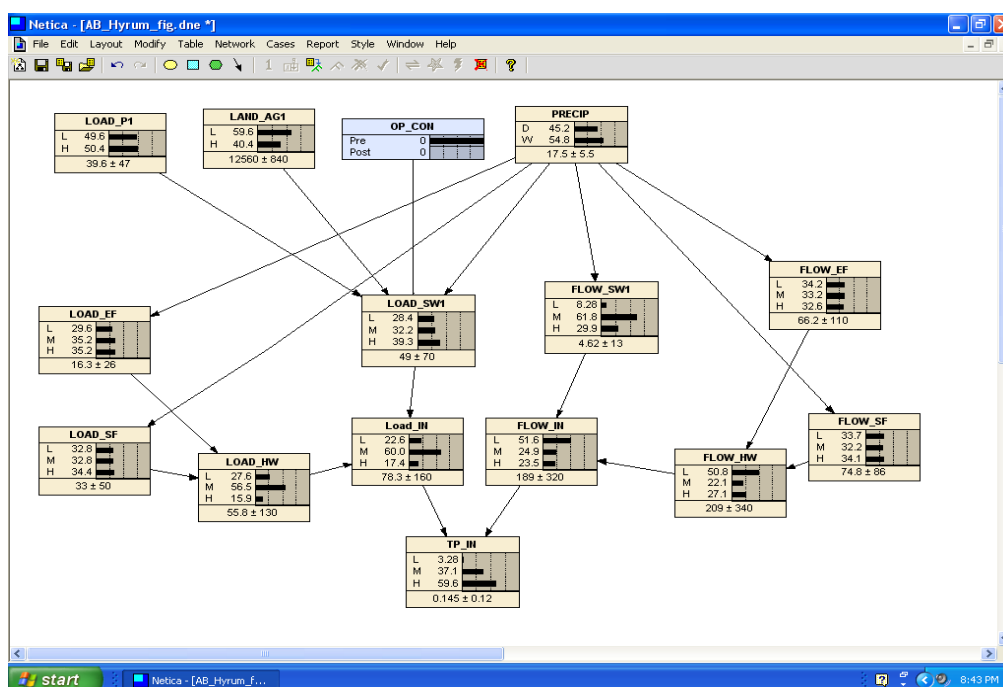 Netica - [AB_Hyrum_fig.dne *]
File Edit Layout Modify Table Network Cases Report Style Window Help
LOAD_P1
L 49.6
H 50.4
39.6 ± 47
LAND_AG1
L 59.6
H 40.4
12560 ± 840
OP_CON
Pre 0
Post 0
PRECIP
D 45.2
W 54.8
17.5 ± 5.5
FLOW_EF
L 34.2
M 33.2
H 32.6
66.2 ± 110
LOAD_SW1
L 28.4
M 32.2
H 39.3
49 ± 70
FLOW_SW1
L 8.28
M 61.8
H 29.9
4.62 ± 13
LOAD_EF
L 29.6
M 35.2
H 35.2
16.3 ± 26
LOAD_SF
L 32.8
M 32.8
H 34.4
33 ± 50
LOAD_HW
L 27.6
M 56.5
H 15.9
55.8 ± 130
Load_IN
L 22.6
M 60.0
H 17.4
78.3 ± 160
FLOW_IN
L 51.6
M 24.9
H 23.5
189 ± 320
FLOW_HW
L 50.8
M 22.1
H 27.1
209 ± 340
FLOW_SF
L 33.7
M 32.2
H 34.1
74.8 ± 86
TP_IN
L 3.28
M 37.1
H 59.6
0.145 ± 0.12
start
Netica - [AB_Hyrum_f...
8:43 PM